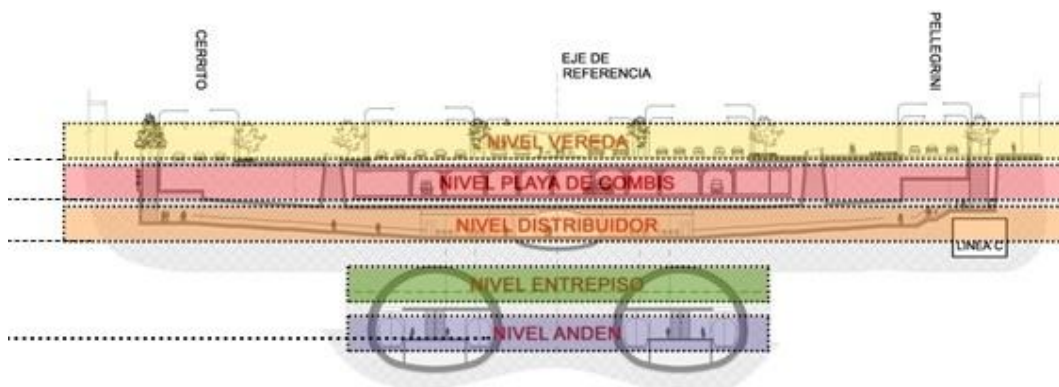 CERRITO
EJE DE
REFERENCIA
PELLEGRINI
NIVEL VEREDA
NIVEL PLAYA DE COMBIS
NIVEL DISTRIBUIDOR
LINEA C
NIVEL ENTREPISO
NIVEL ANDEN